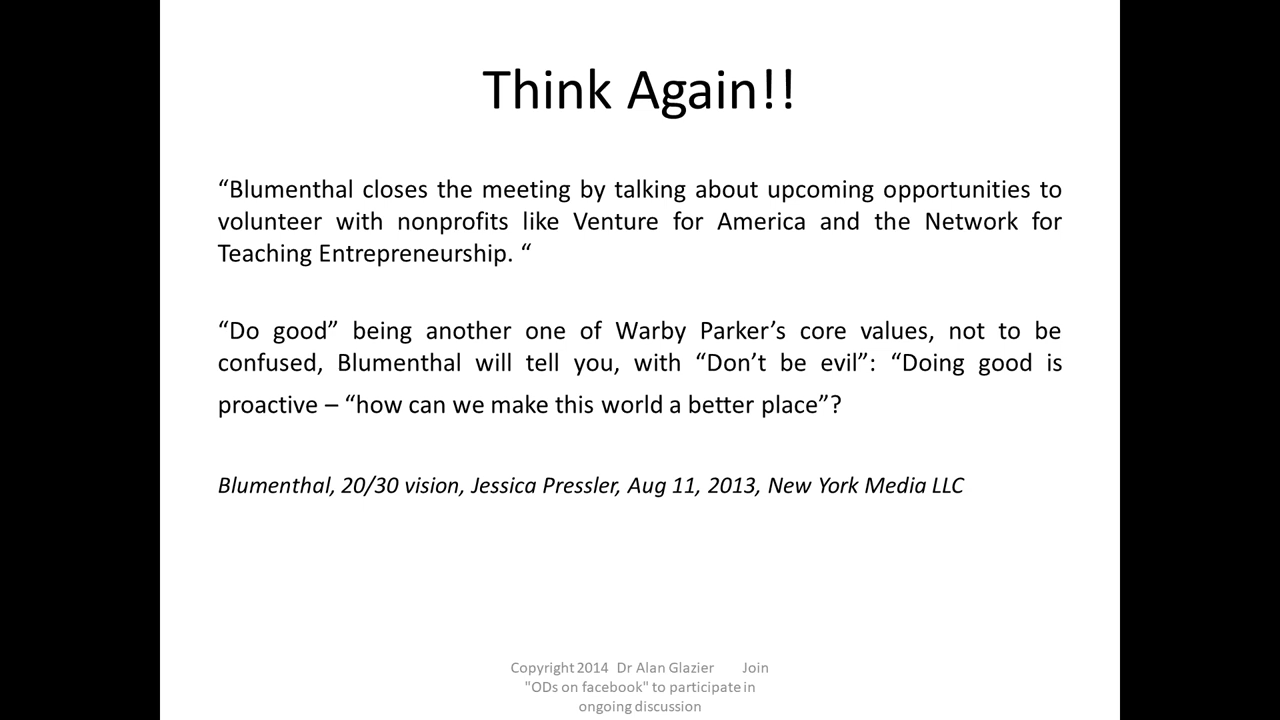 Think Again!!
“Blumenthal closes the meeting by talking about upcoming opportunities to
volunteer with nonprofits like Venture for America and the Network for
Teaching Entrepreneurship. “
“Do good” being another one of Warby Parker’s core values, not to be
confused, Blumenthal will tell you, with “Don’t be evil”: “Doing good is
proactive – “how can we make this world a better place”?
Blumenthal, 20/30 vision, Jessica Pressler, Aug 11, 2013, New York Media LLC
Copyright 2014 Dr Alan Glazier Join
"ODs on facebook" to participate in
ongoing discussion